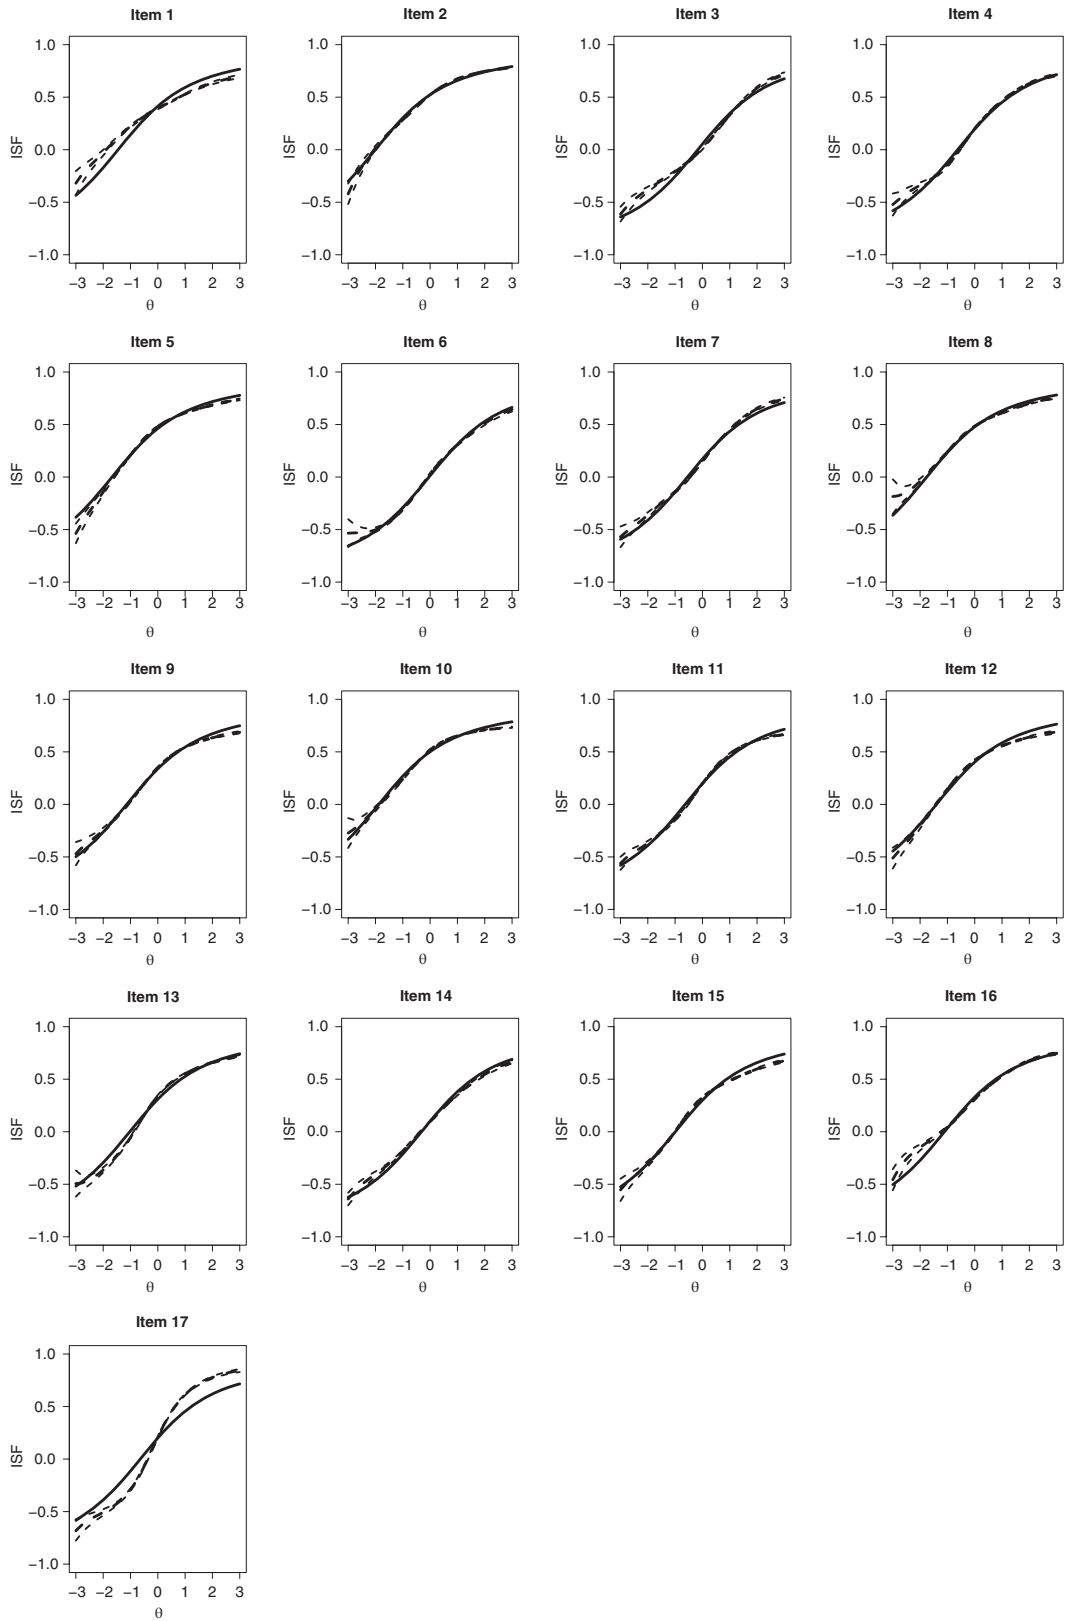 Item 1
Item 2
Item 3
Item 4
1.0
0.5
0.0
−0.5
−1.0
ISF
−3 −2 −1 0 1 2 3
θ
1.0
0.5
0.0
−0.5
−1.0
ISF
−3 −2 −1 0 1 2 3
θ
1.0
0.5
0.0
−0.5
−1.0
ISF
−3 −2 −1 0 1 2 3
θ
1.0
0.5
0.0
−0.5
−1.0
ISF
−3 −2 −1 0 1 2 3
θ
Item 5
Item 6
Item 7
Item 8
1.0
0.5
0.0
−0.5
−1.0
ISF
−3 −2 −1 0 1 2 3
θ
1.0
0.5
0.0
−0.5
−1.0
ISF
−3 −2 −1 0 1 2 3
θ
1.0
0.5
0.0
−0.5
−1.0
ISF
−3 −2 −1 0 1 2 3
θ
1.0
0.5
0.0
−0.5
−1.0
ISF
−3 −2 −1 0 1 2 3
θ
Item 9
Item 10
Item 11
Item 12
1.0
0.5
0.0
−0.5
−1.0
ISF
−3 −2 −1 0 1 2 3
θ
1.0
0.5
0.0
−0.5
−1.0
ISF
−3 −2 −1 0 1 2 3
θ
1.0
0.5
0.0
−0.5
−1.0
ISF
−3 −2 −1 0 1 2 3
θ
1.0
0.5
0.0
−0.5
−1.0
ISF
−3 −2 −1 0 1 2 3
θ
Item 13
Item 14
Item 15
Item 16
1.0
0.5
0.0
−0.5
−1.0
ISF
−3 −2 −1 0 1 2 3
θ
1.0
0.5
0.0
−0.5
−1.0
ISF
−3 −2 −1 0 1 2 3
θ
1.0
0.5
0.0
−0.5
−1.0
ISF
−3 −2 −1 0 1 2 3
θ
1.0
0.5
0.0
−0.5
−1.0
ISF
−3 −2 −1 0 1 2 3
θ
Item 17
1.0
0.5
0.0
−0.5
−1.0
ISF
−3 −2 −1 0 1 2 3
θ